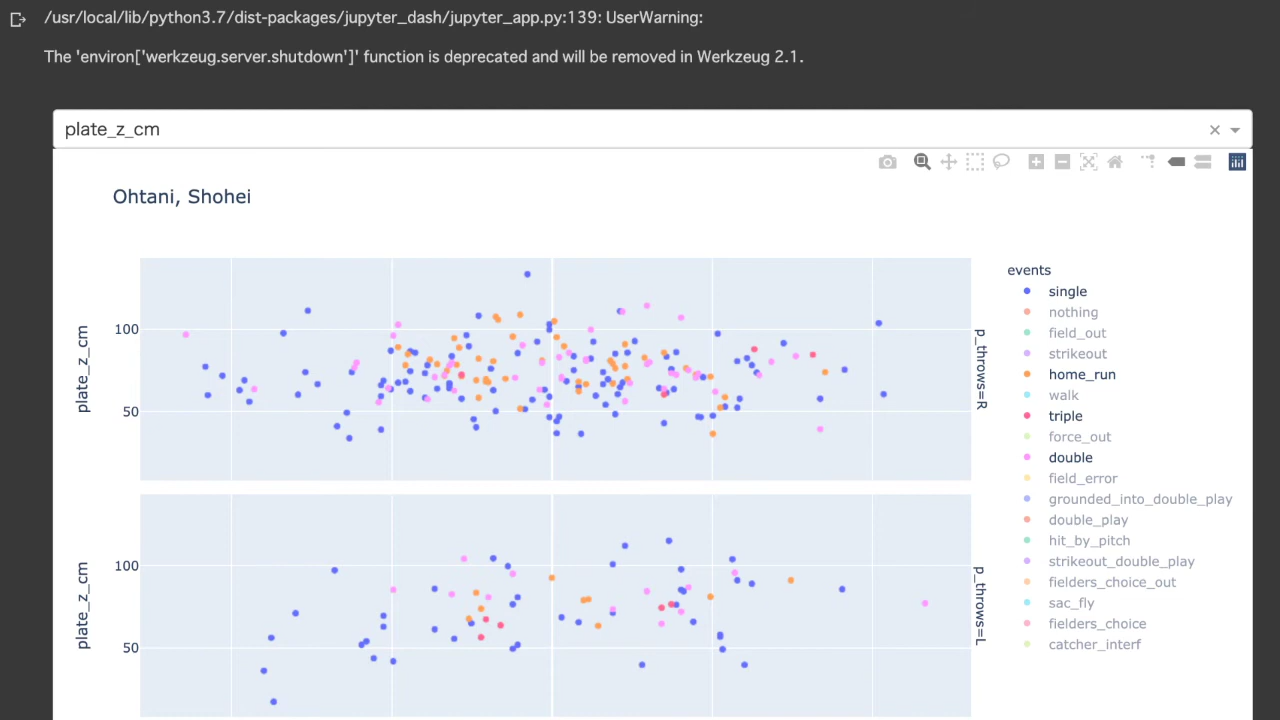 /usr/local/lib/python3.7/dist-packages/jupyter_dash/jupyter_app.py:139: UserWarning:
The 'environ['werkzeug.server.shutdown']' function is deprecated and will be removed in Werkzeug 2.1.
plate_z_cm
Ohtani, Shohei
events
single
nothing
field_out
strikeout
home_run
walk
triple
force_out
double
field_error
grounded_into_double_play
double_play
hit_by_pitch
strikeout_double_play
fielders_choice_out
sac_fly
fielders_choice
catcher_interf
plate_z_cm
100
50
p_throws=R
plate_z_cm
100
50
p_throws=L